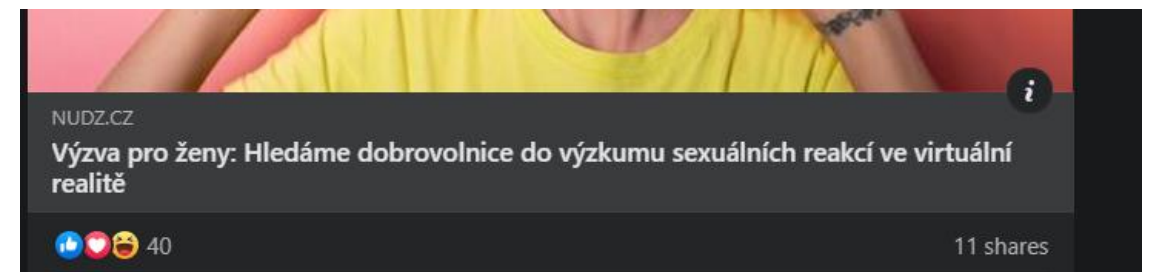 NUDZ.CZ
Výzva pro ženy: Hledáme dobrovolnice do výzkumu sexuálních reakcí ve virtuální
realitě
40
11 shares